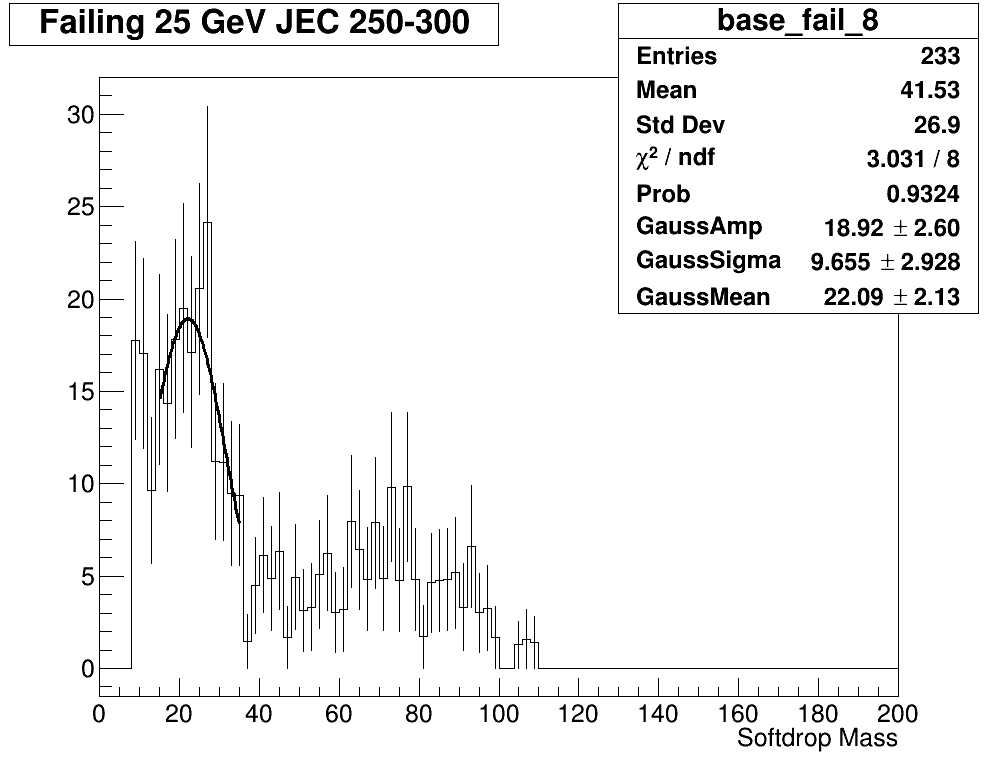 Failing 25 GeV JEC 250-300
base_fail_8
Entries 233
Mean 41.53
Std Dev 26.9
χ² / ndf 3.031 / 8
Prob 0.9324
GaussAmp 18.92 ± 2.60
GaussSigma 9.655 ± 2.928
GaussMean 22.09 ± 2.13
30
25
20
15
10
5
0
0 20 40 60 80 100 120 140 160 180 200
Softdrop Mass